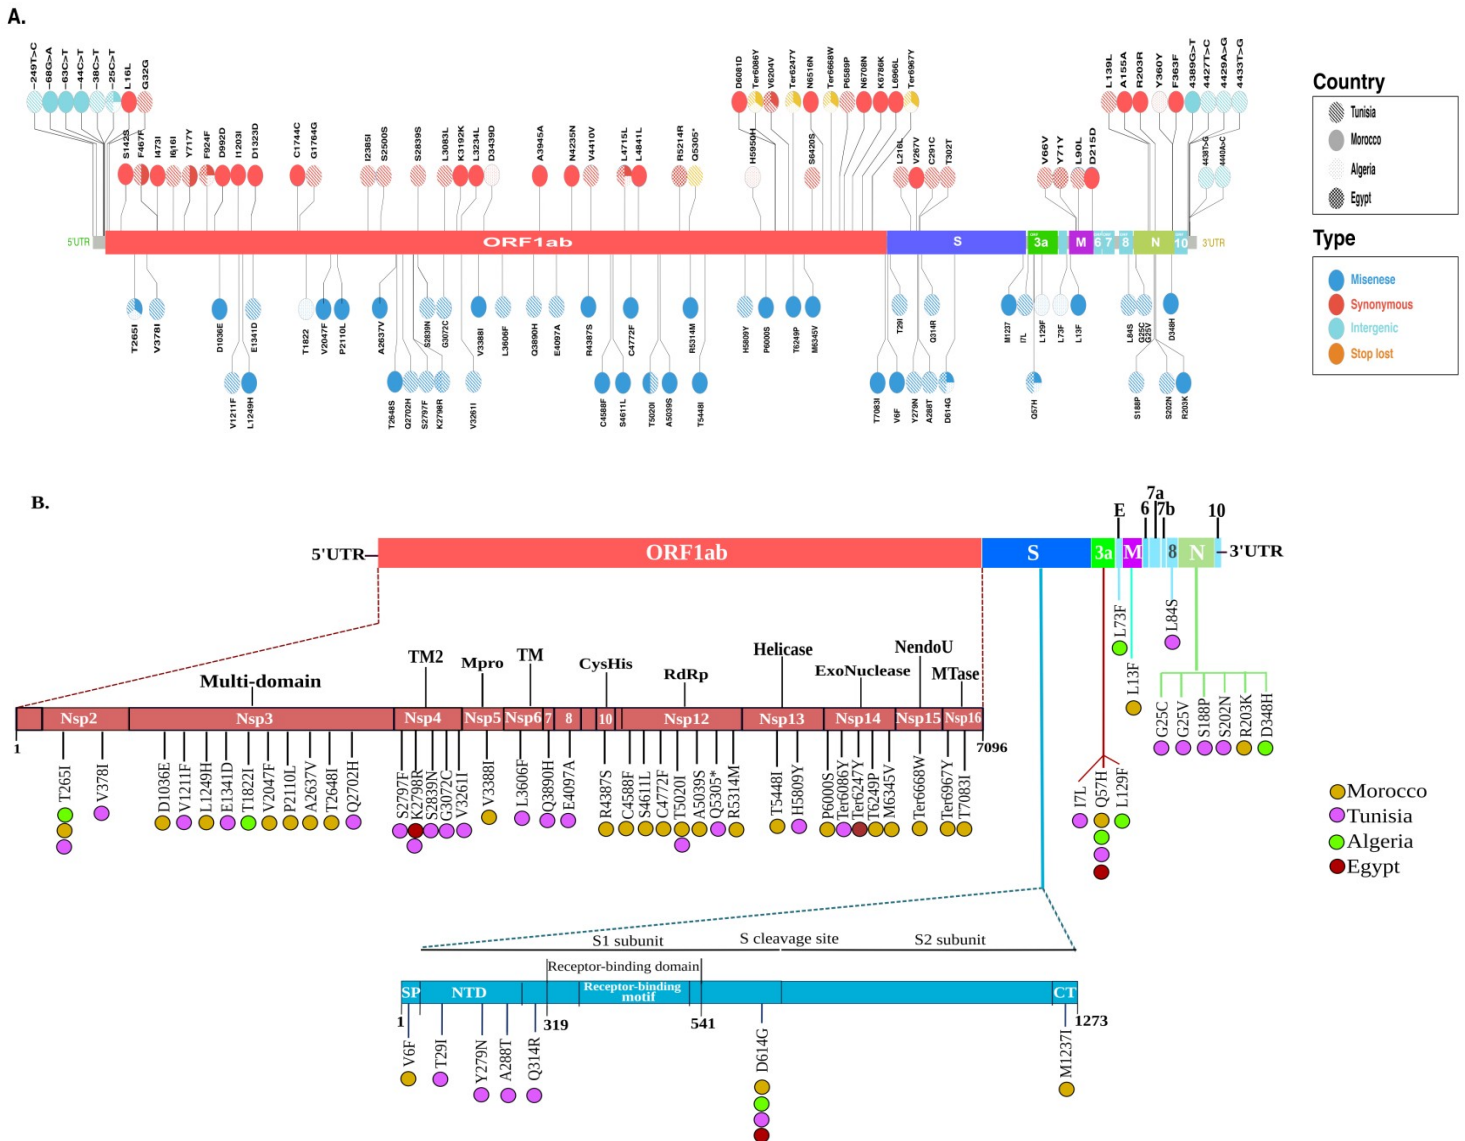 A.
-249T>C
-68G>A
-63C>T
-44C>T
-38C>T
-25C>T
L16L
G32G
D6081D
Ter6086Y
V6204V
Ter6247Y
N6516N
Ter6668W
P6589P
N6708N
K6786K
L6966L
Ter6967Y
L139L
A155A
R203R
Y360Y
F363F
4389G>T
4427T>C
4429A>G
4433T>G
S142S
F467F
I473I
I616I
Y717Y
F924F
D992D
I1203I
D1323D
C1744C
G1764G
I2385I
S2500S
S2839S
L3083L
K3192K
L3234L
D3439D
A3945A
N4235N
V4410V
L4715L
L4841L
R5214R
Q5305*
H5950H
S6420S
L216L
V267V
C291C
T302T
V66V
Y71Y
L90L
D215D
4438T>G
4440A>C
5'UTR
ORF1ab
S
3a
M
6 7
8
N
10
3'UTR
T265I
V378I
D1036E
E1341D
T1822
V2047F
P2110L
A2637V
S2839N
G3072C
V3388I
L3606F
Q3890H
E4097A
R4387S
C4772F
R5314M
H5809Y
P6000S
T6249P
M6345V
T29I
Q314R
M1237
I7L
L129F
L73F
L13F
L84S
G25C
G25V
D348H
V1211F
L1249H
T2648S
Q2702H
S2797F
K2798R
V3261I
C4588F
S4611L
T5020I
A5039S
T5448I
T7083I
V6F
Y279N
A288T
D614G
Q57H
S188P
S202N
R203K
Country
Tunisia
Morocco
Algeria
Egypt
Type
Misenese
Synonymous
Intergenic
Stop lost
B.
5'UTR
ORF1ab
S
3a
E
M
6
7a
7b
8
N
10
3'UTR
Multi-domain
TM2
Mpro
TM
CysHis
RdRp
Helicase
ExoNuclease
NendoU
MTase
Nsp2
Nsp3
Nsp4
Nsp5
Nsp6
7
8
10
Nsp12
Nsp13
Nsp14
Nsp15
Nsp16
1
7096
T265I
V378I
D1036E
V1211F
L1249H
E1341D
T1822I
V2047F
P2110L
A2637V
T2648I
Q2702H
S2797F
K2798R
S2839N
G3072C
V3261I
V3388I
L3606F
Q3890H
E4097A
R4387S
C4588F
S4611L
C4772F
T5020I
A5039S
Q5305*
R5314M
T5448I
H5809Y
P6000S
Ter6086Y
Ter6247Y
T6249P
M6345V
Ter6668W
Ter6967Y
T7083I
I7L
Q57H
L129F
L73F
L13F
L84S
G25C
G25V
S188P
S202N
R203K
D348H
Morocco
Tunisia
Algeria
Egypt
S1 subunit
S cleavage site
S2 subunit
Receptor-binding domain
SP
NTD
Receptor-binding
motif
CT
1
319
541
1273
V6F
T29I
Y279N
A288T
Q314R
D614G
M1237I